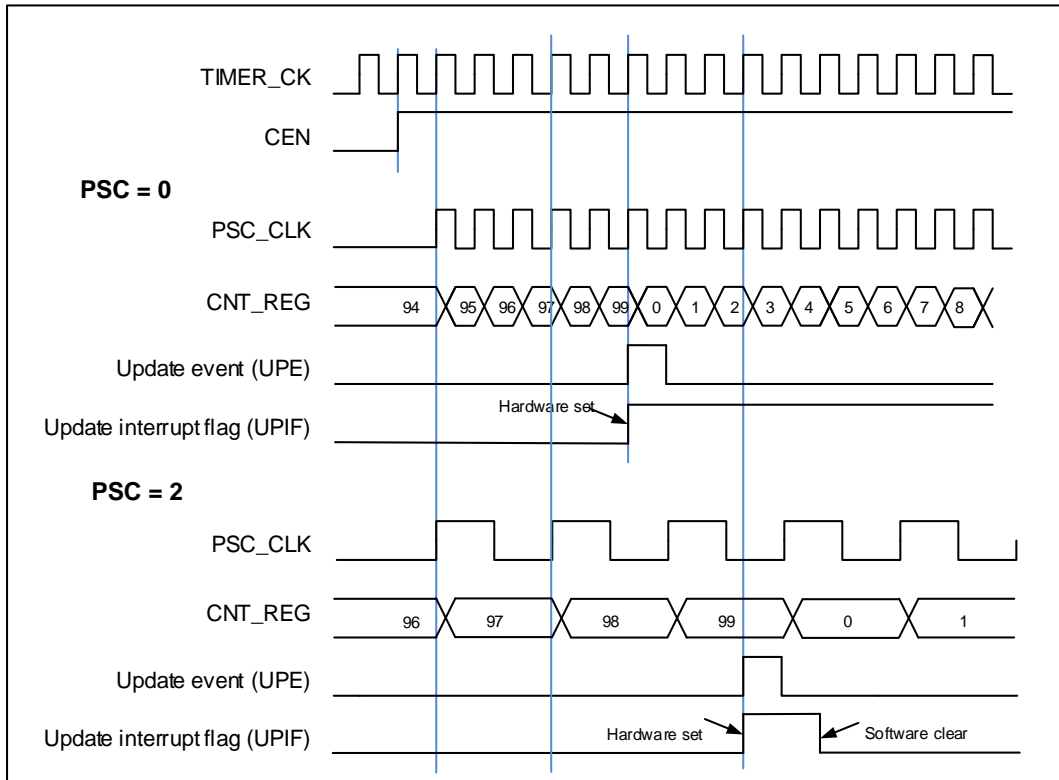 TIMER_CK
CEN
PSC = 0
PSC_CLK
CNT_REG 94 95 96 97 98 99 0 1 2 3 4 5 6 7 8
Update event (UPE)
Hardware set
Update interrupt flag (UPIF)
PSC = 2
PSC_CLK
CNT_REG 96 97 98 99 0 1
Update event (UPE)
Update interrupt flag (UPIF) Hardware set Software clear